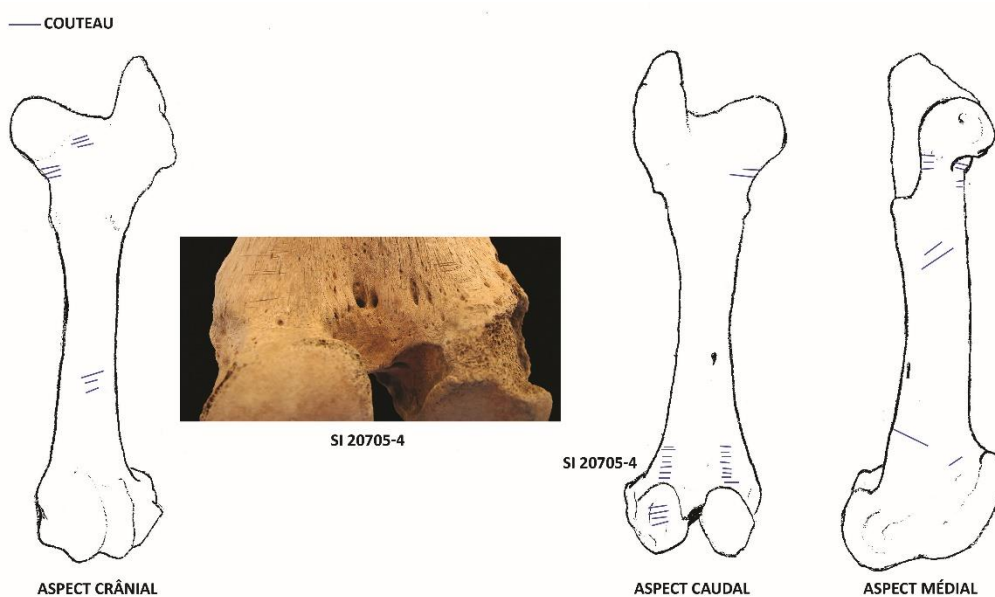 COUTEAU
SI 20705-4
SI 20705-4
ASPECT CRÂNIAL
ASPECT CAUDAL
ASPECT MÉDIAL